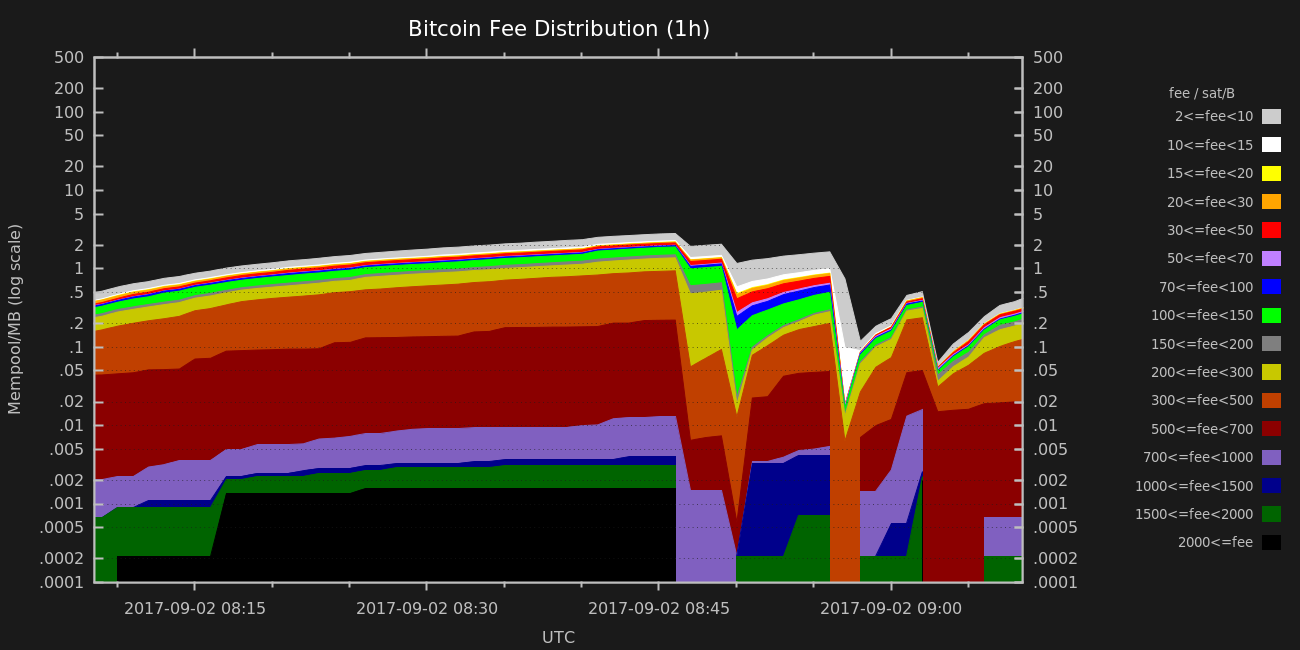 Bitcoin Fee Distribution (1h)
500
200
100
50
20
10
5
2
1
.5
.2
.1
.05
.02
.01
.005
.002
.001
.0005
.0002
.0001
Mempool/MB (log scale)
500
200
100
50
20
10
5
2
1
.5
.2
.1
.05
.02
.01
.005
.002
.001
.0005
.0002
.0001
2017-09-02 08:15
2017-09-02 08:30
2017-09-02 08:45
2017-09-02 09:00
UTC
fee / sat/B
2<=fee<10
10<=fee<15
15<=fee<20
20<=fee<30
30<=fee<50
50<=fee<70
70<=fee<100
100<=fee<150
150<=fee<200
200<=fee<300
300<=fee<500
500<=fee<700
700<=fee<1000
1000<=fee<1500
1500<=fee<2000
2000<=fee